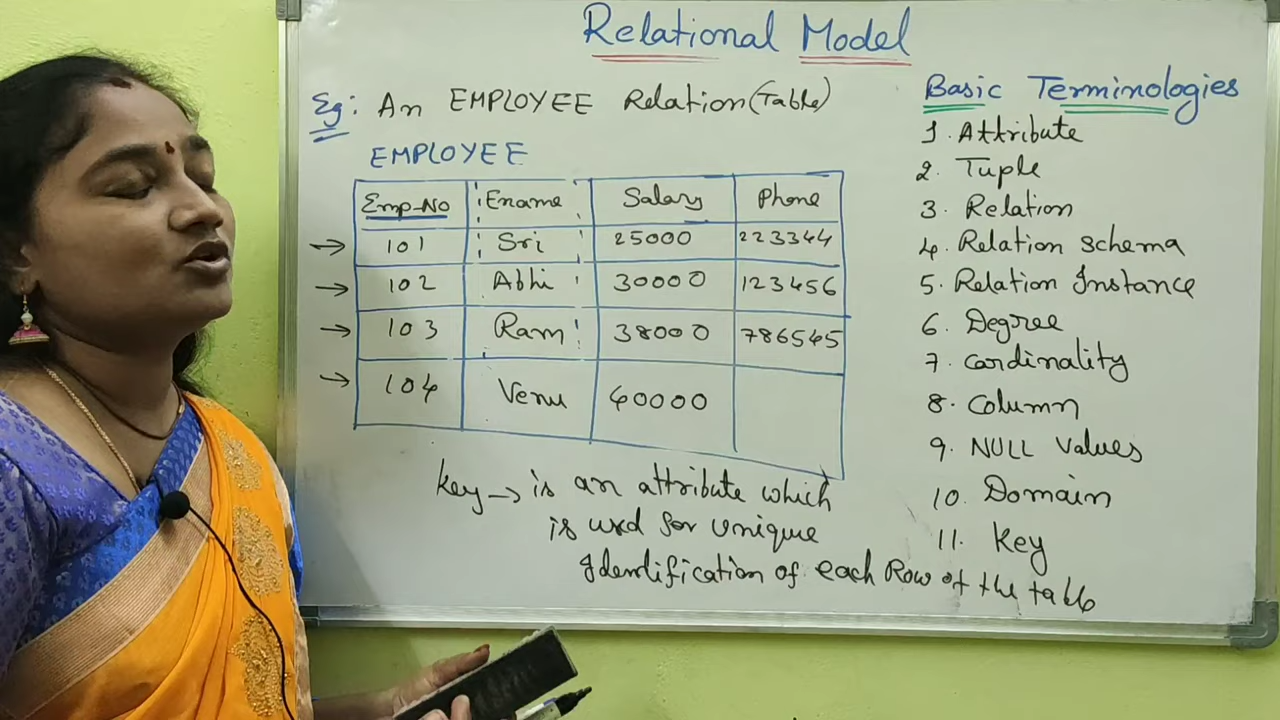 Relational Model
Eg: An EMPLOYEE Relation (Table)
EMPLOYEE
Emp-No Ename Salary Phone
101 Sri 25000 223344
102 Abhi 30000 123456
103 Ram 38000 786545
104 Venu 40000
Key → is an attribute which
is used for unique
Identification of each Row of the table
Basic Terminologies
1. Attribute
2. Tuple
3. Relation
4. Relation Schema
5. Relation Instance
6. Degree
7. Cardinality
8. Column
9. NULL Values
10. Domain
11. Key